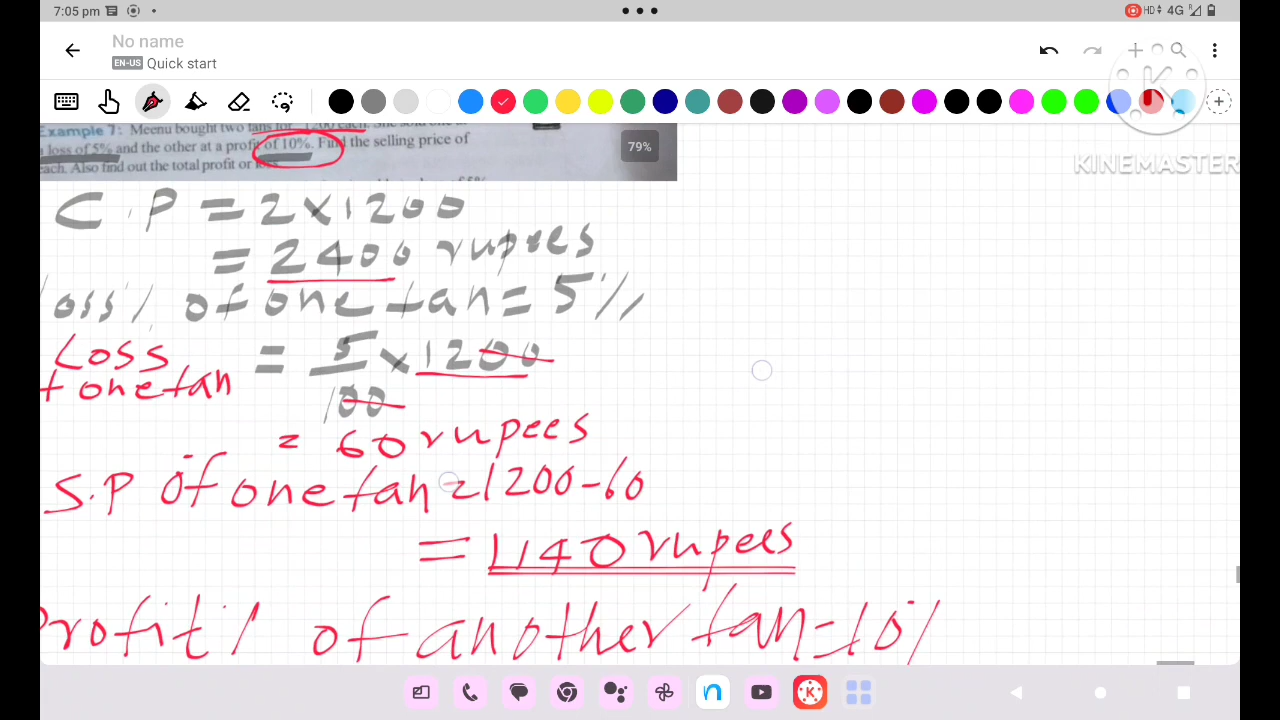 7:05 pm
HD 4G
No name
EN-US Quick start
KINEMASTER
Example 7: Meenu bought two fans for 1200 each. She sold one at
a loss of 5% and the other at a profit of 10%. Find the selling price of
each. Also find out the total profit or loss.
79%
C.P = 2×1200
= 2400 rupees
loss% of one fan = 5%
Loss = 5/100 × 1200
of one fan
= 60 rupees
S.P of one fan = 1200-60
= 1140 rupees
Profit% of another fan = 10%